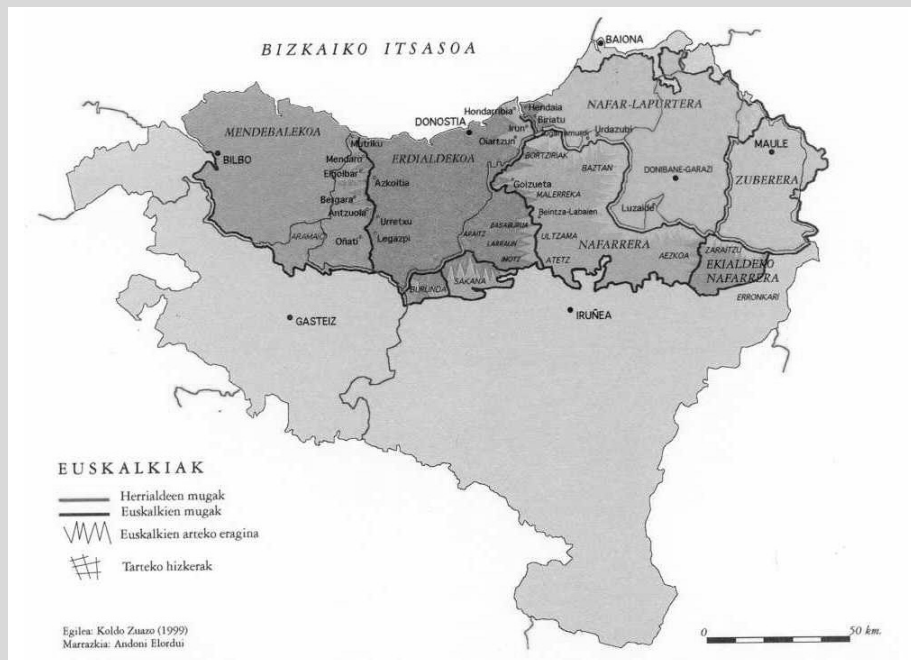 BIZKAIKO ITSASOA
BAIONA
MENDEBALEKOA
BILBO
Mutriku
Mendaro
Elgoibar
Bergara
Antzuola
ARAMAIO
Oñati
DONOSTIA
ERDIALDEKOA
Azkoitia
Urretxu
Legazpi
Hondarribia
Irun
Oiartzun
Hendaia
Biriatu
Urdazubi
NAFAR-LAPURTERA
BORTZIRIAK
BAZTAN
Goizueta
MALERREKA
Beintza-Labaien
DONIBANE-GARAZI
Luzaide
MAULE
ZUBERERA
ARAITZ
BASABURUA
LARRAUN
IMOTZ
ULTZAMA
ATETZ
NAFARRERA
AEZKOA
ZARAITZU
EKIALDEKO
NAFARRERA
ERRONKARI
BURUNDA
SAKANA
GASTEIZ
IRUÑEA
EUSKALKIAK
Herrialdeen mugak
Euskalkien mugak
Euskalkien arteko eragina
Tarteko hizkerak
Egilea: Koldo Zuazo (1999)
Marrazkia: Andoni Elordui
0 50 km.